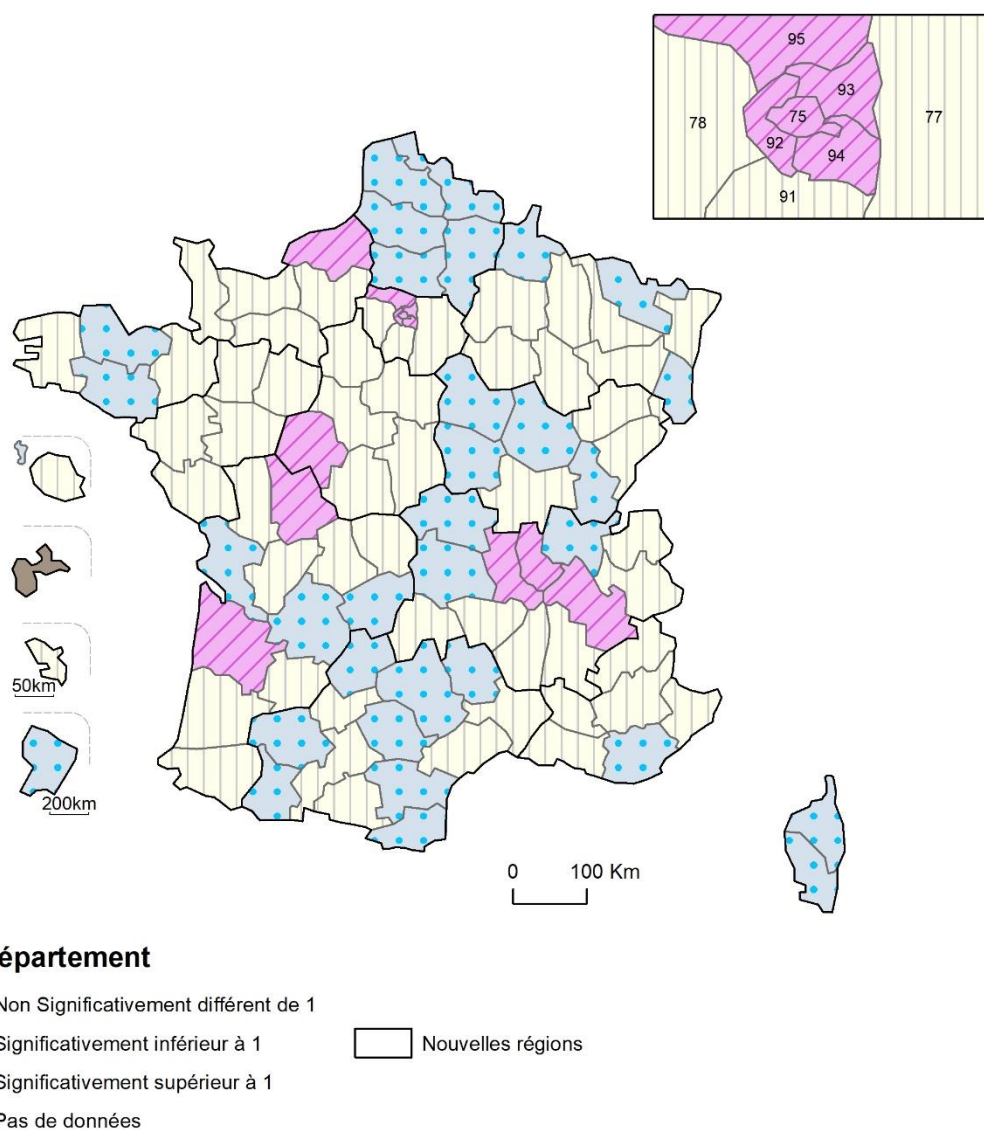 95
93
78
75
77
92
94
91
50km
200km
0 100 Km
épartement
Non Significativement différent de 1
Significativement inférieur à 1
Nouvelles régions
Significativement supérieur à 1
Pas de données